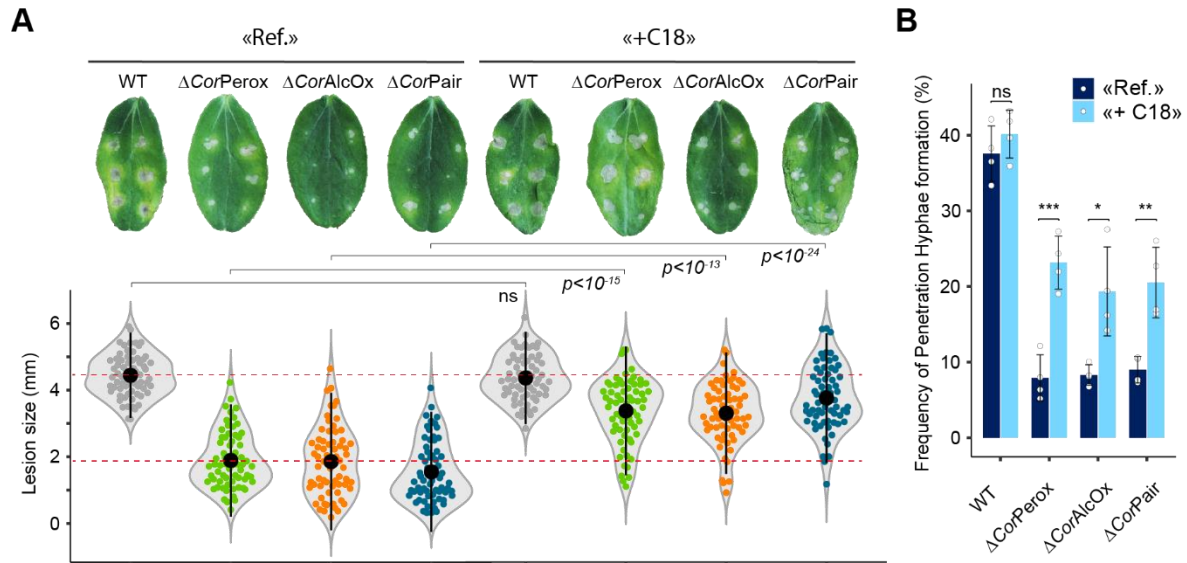 A
«Ref.»
«+C18»
WT ΔCorPerox ΔCorAlcOx ΔCorPair WT ΔCorPerox ΔCorAlcOx ΔCorPair
ns p<10-15 p<10-13 p<10-24
Lesion size (mm)
6
4
2
0
B
«Ref.»
«+ C18»
Frequency of Penetration Hyphae formation (%)
ns
*** * **
40
30
20
10
0
WT ΔCorPerox ΔCorAlcOx ΔCorPair